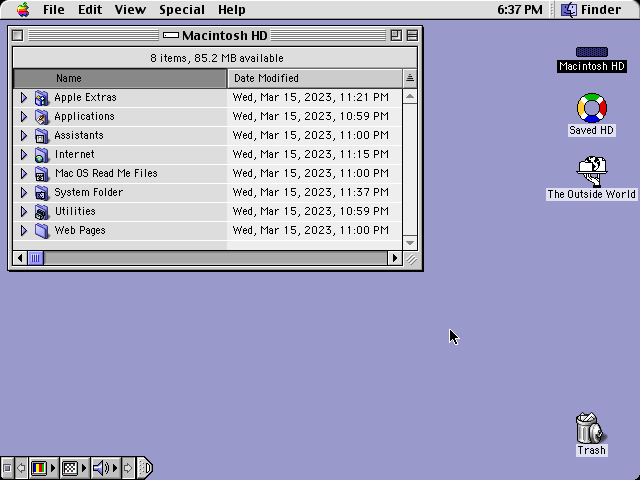 File Edit View Special Help 6:37 PM Finder
Macintosh HD
8 items, 85.2 MB available
Name Date Modified
Apple Extras Wed, Mar 15, 2023, 11:21 PM
Applications Wed, Mar 15, 2023, 10:59 PM
Assistants Wed, Mar 15, 2023, 11:00 PM
Internet Wed, Mar 15, 2023, 11:15 PM
Mac OS Read Me Files Wed, Mar 15, 2023, 11:00 PM
System Folder Wed, Mar 15, 2023, 11:37 PM
Utilities Wed, Mar 15, 2023, 10:59 PM
Web Pages Wed, Mar 15, 2023, 11:00 PM
Macintosh HD
Saved HD
The Outside World
Trash